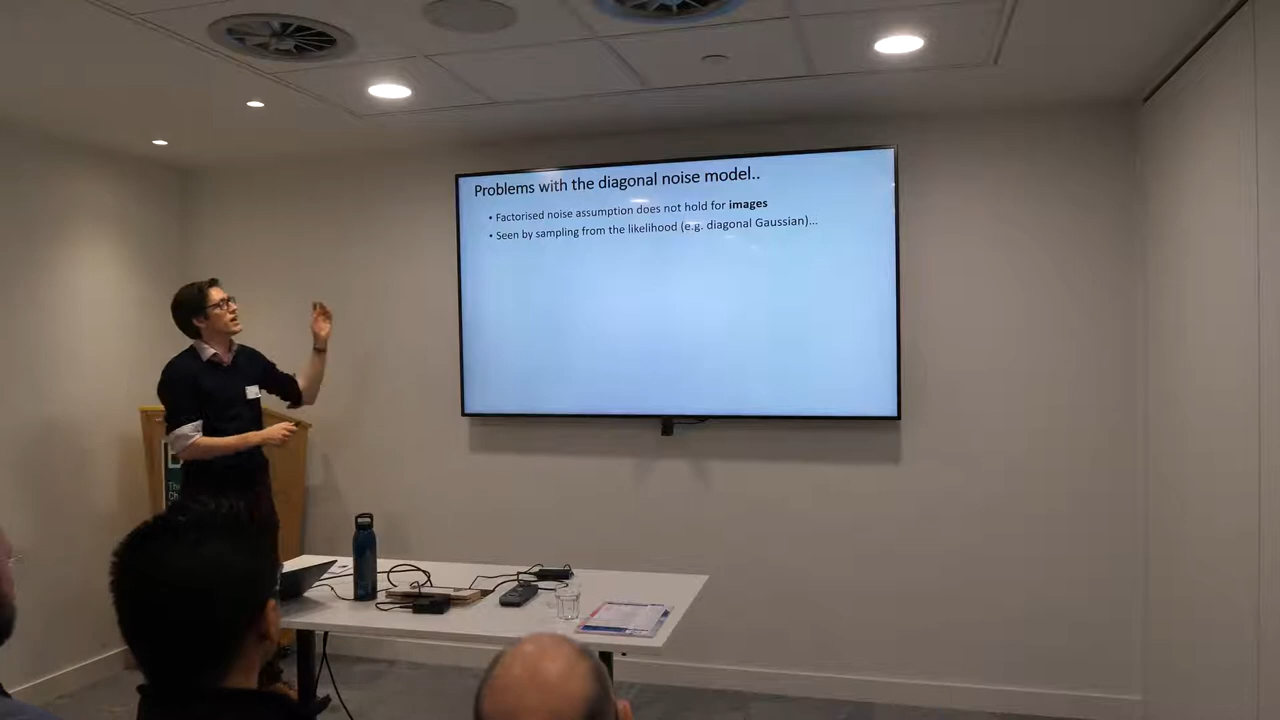 Problems with the diagonal noise model..
• Factorised noise assumption does not hold for images
• Seen by sampling from the likelihood (e.g. diagonal Gaussian)...